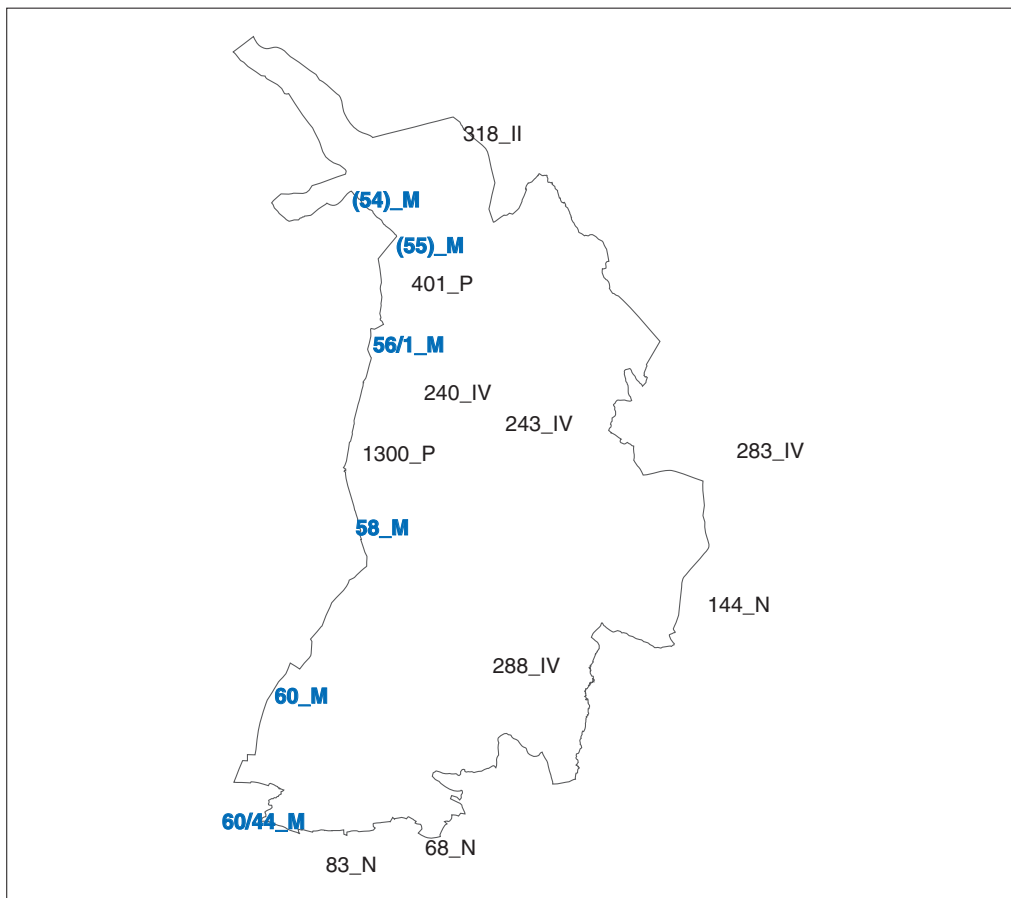 318_II
(54)_M
(55)_M
401_P
56/1_M
240_IV
243_IV
283_IV
1300_P
58_M
144_N
288_IV
60_M
60/44_M
68_N
83_N